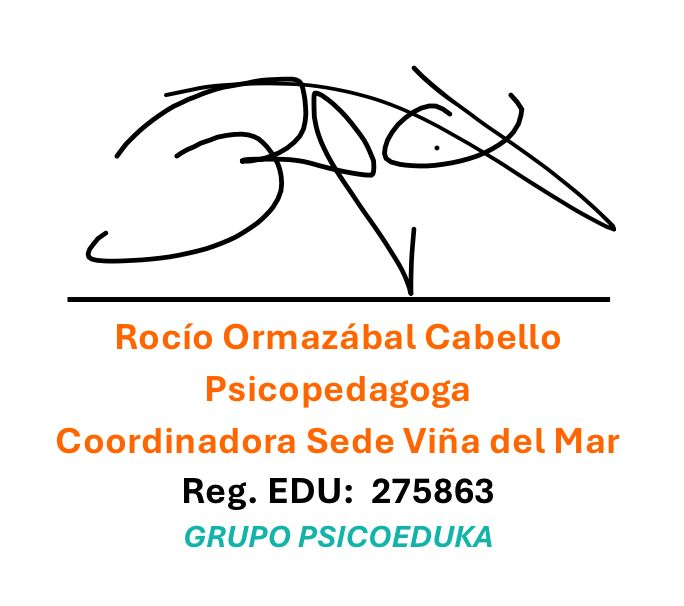 Rocío Ormazábal Cabello
Psicopedagoga
Coordinadora Sede Viña del Mar
Reg. EDU: 275863
GRUPO PSICOEDUKA